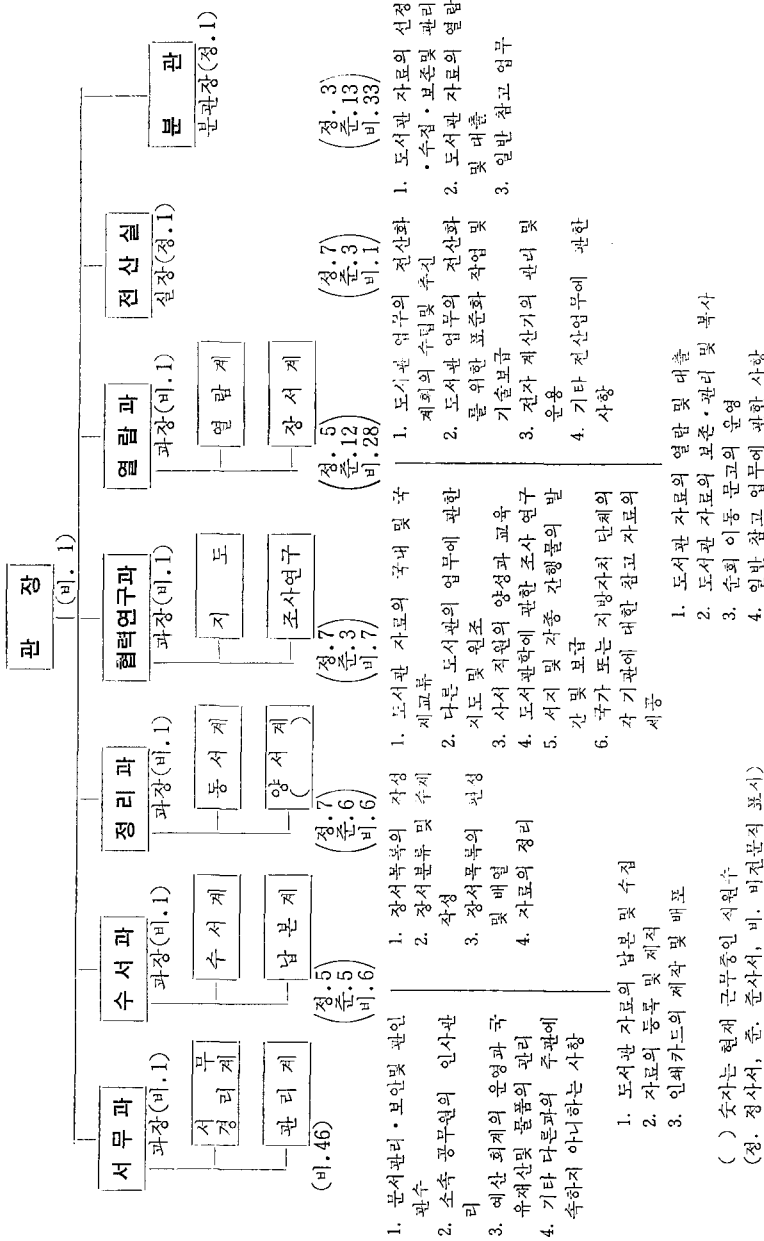 관 장
(비. 1)
서 무 과
과장(비.1)
서 무
경 리 계
관 리 계
(비.46)
1. 문서관리・보안및 관인
관수
2. 소속 공무원의 인사관
리
3. 예산 회계의 운영과 국
유재산및 물품의 관리
4. 기타 다른과의 주관에
속하지 아니하는 사항
수 서 과
과장(비.1)
수 서 계
납 본 계
(정. 5
준. 5
비. 6)
1. 도서관 자료의 납본 및 수집
2. 자료의 등록 및 제적
3. 인쇄카드의 제작 및 배포
정 리 과
과장(비.1)
동 서 계
양 서 계
( )
(정. 7
준. 6
비. 6)
1. 장서목록의 작성
2. 장서분류 및 주제
작성
3. 장서목록의 편성
및 배열
4. 자료의 정리
협력연구과
과장(비.1)
지 도
조사연구
(정. 7
준. 3
비. 7)
1. 도서관 자료의 국내 및 국
제교류
2. 다른 도서관의 업무에 관한
지도 및 원조
3. 사서 직원의 양성과 교육
4. 도서관학에 관한 조사 연구
5. 서지 및 각종 간행물의 발
간 및 보급
6. 국가 또는 지방자치 단체의
각 기관에 대한 참고 자료의
제공
열 람 과
과장(비.1)
열 람 계
장 서 계
(정. 5
준.12
비.28)
1. 도서관 자료의 열람 및 대출
2. 도서관 자료의 보존・관리 및 복사
3. 순회 이동 문고의 운영
4. 일반 참고 업무에 관한 사항
전 산 실
실장(정.1)
(정. 7
준. 3
비. 1)
1. 도서관 업무의 전산화
계획의 수립및 추진
2. 도서관 업무의 전산화
를 위한 표준화 작업 및
기술보급
3. 전자 계산기의 관리 및
운용
4. 기타 전산업무에 관한
사항
분 관
분관장(정.1)
(정. 3
준.13
비.33)
1. 도서관 자료의 선정
・수집・보존및 관리
2. 도서관 자료의 열람
및 대출
3. 일반 참고 업무
( ) 숫자는 현재 근무중인 직원수
(정. 정사서, 준. 준사서, 비. 비전문직 표시)